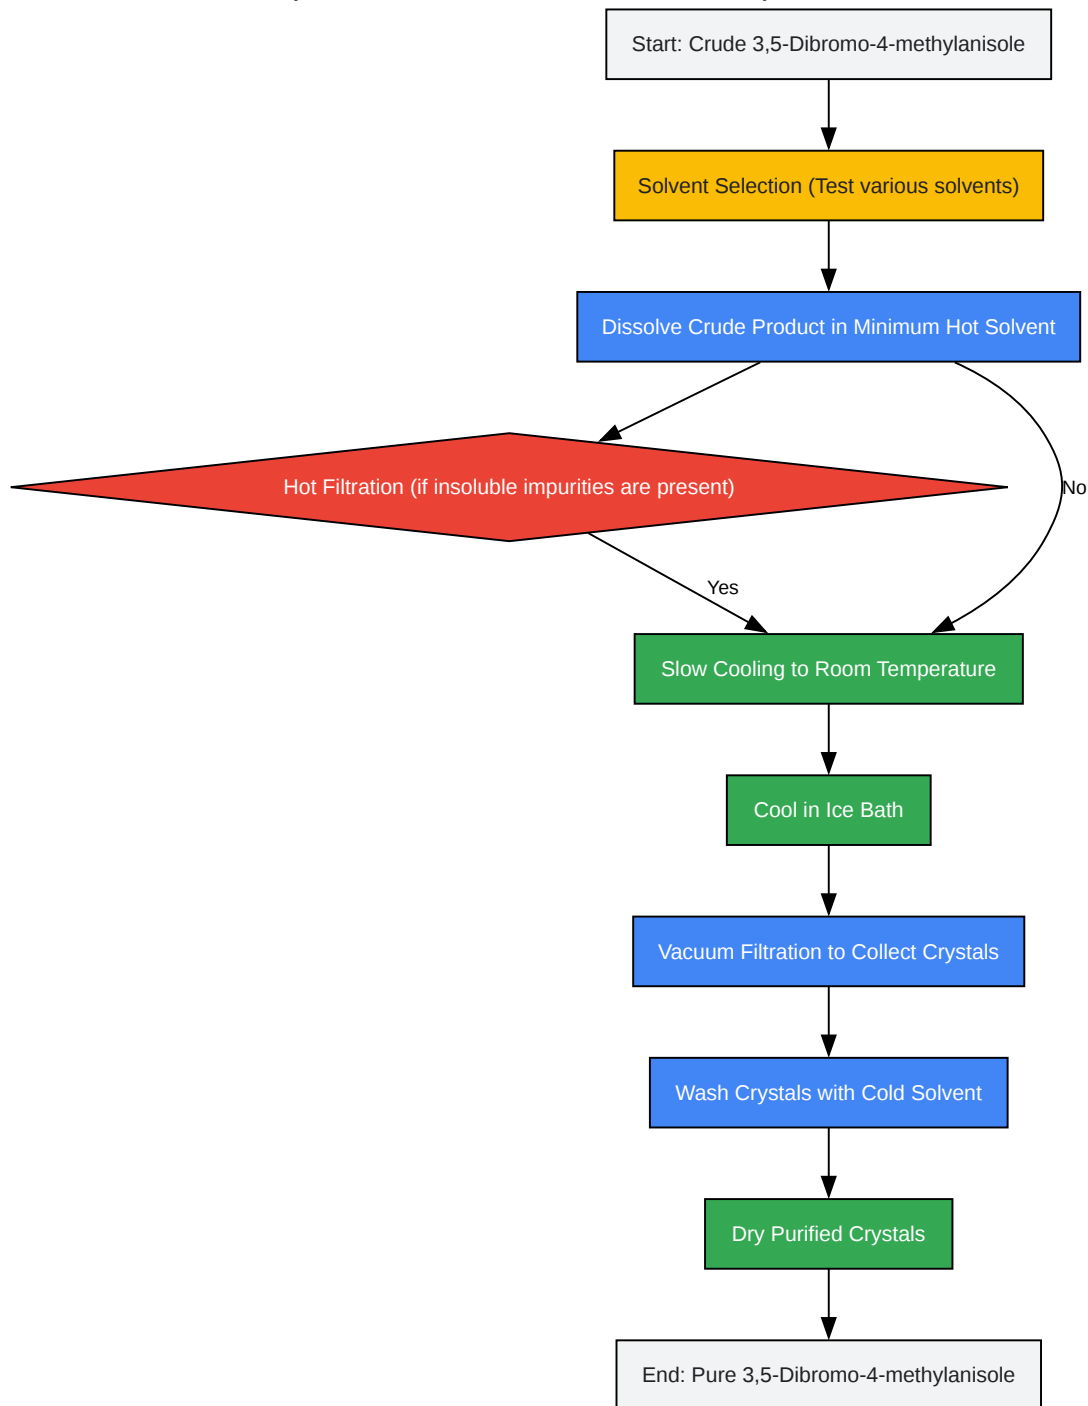 Start: Crude 3,5-Dibromo-4-methylanisole
Solvent Selection (Test various solvents)
Dissolve Crude Product in Minimum Hot Solvent
Hot Filtration (if insoluble impurities are present)
No
Yes
Slow Cooling to Room Temperature
Cool in Ice Bath
Vacuum Filtration to Collect Crystals
Wash Crystals with Cold Solvent
Dry Purified Crystals
End: Pure 3,5-Dibromo-4-methylanisole